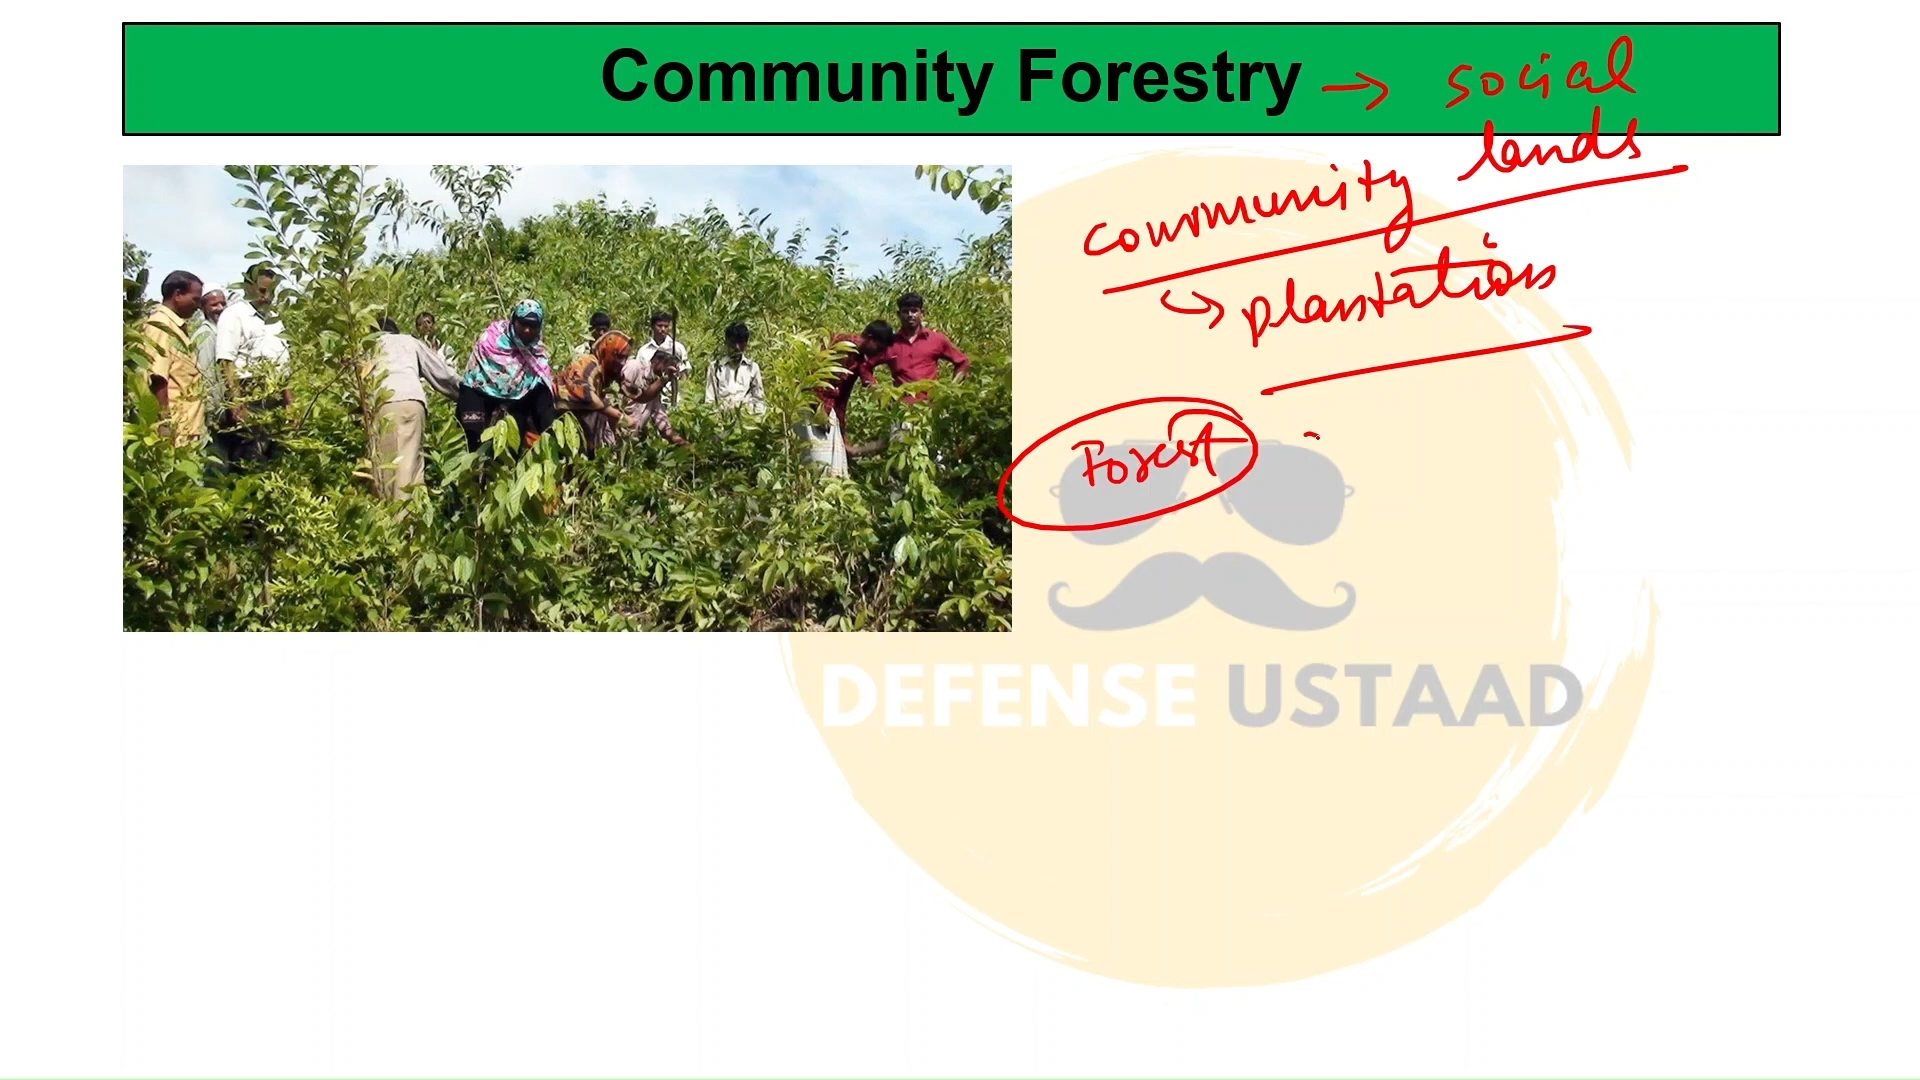 Community Forestry → social
lands
community
↳ plantations
Forest
DEFENSE USTAAD